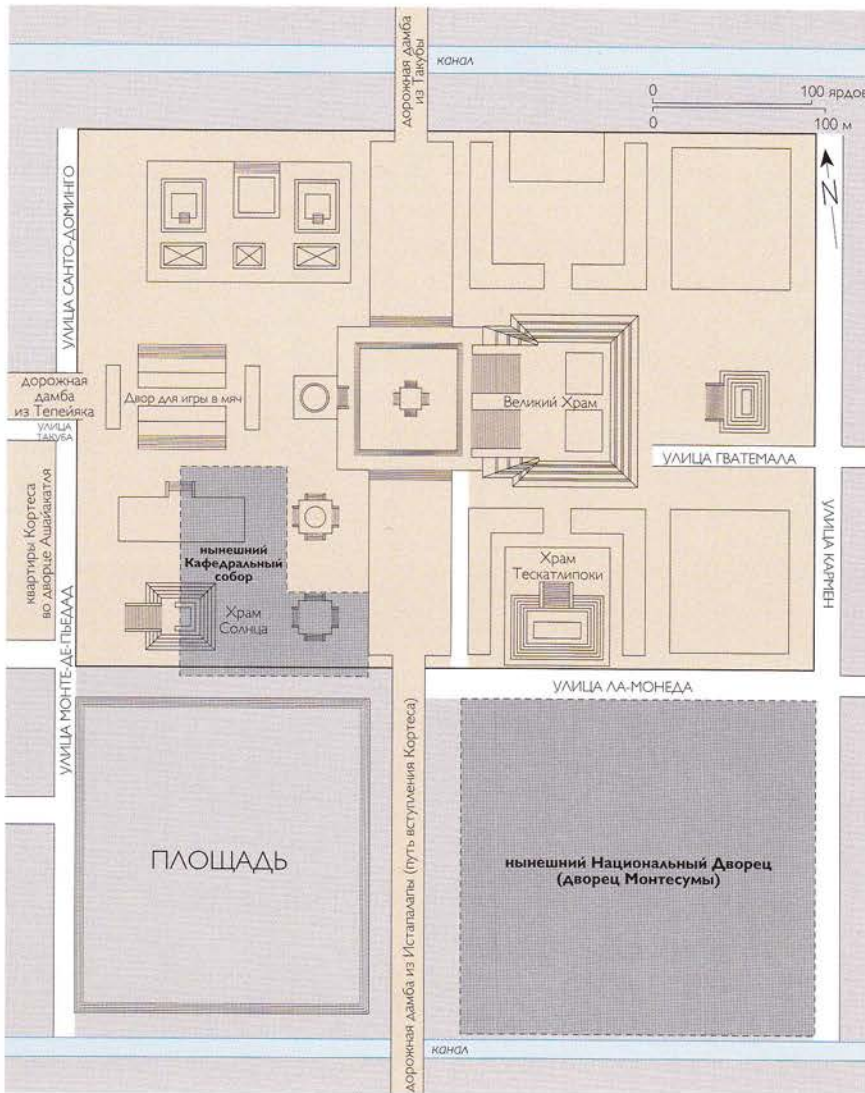 дорожная дамба
из Такубы
канал
0 100 ярдов
0 100 м
N
УЛИЦА САНТО-ДОМИНГО
дорожная
дамба
из Тепейяка
Двор для игры в мяч
Великий Храм
УЛИЦА
ТАКУБА
УЛИЦА ГВАТЕМАЛА
квартиры Кортеса
во дворце Ашайакатля
нынешний
Кафедральный
собор
Храм
Солнца
Храм
Тескатлипоки
УЛИЦА КАРМЕН
УЛИЦА МОНТЕ-ДЕ-ПЬЕДАД
УЛИЦА ЛА-МОНЕДА
дорожная дамба из Истапалапы (путь вступления Кортеса)
ПЛОЩАДЬ
нынешний Национальный Дворец
(дворец Монтесумы)
канал